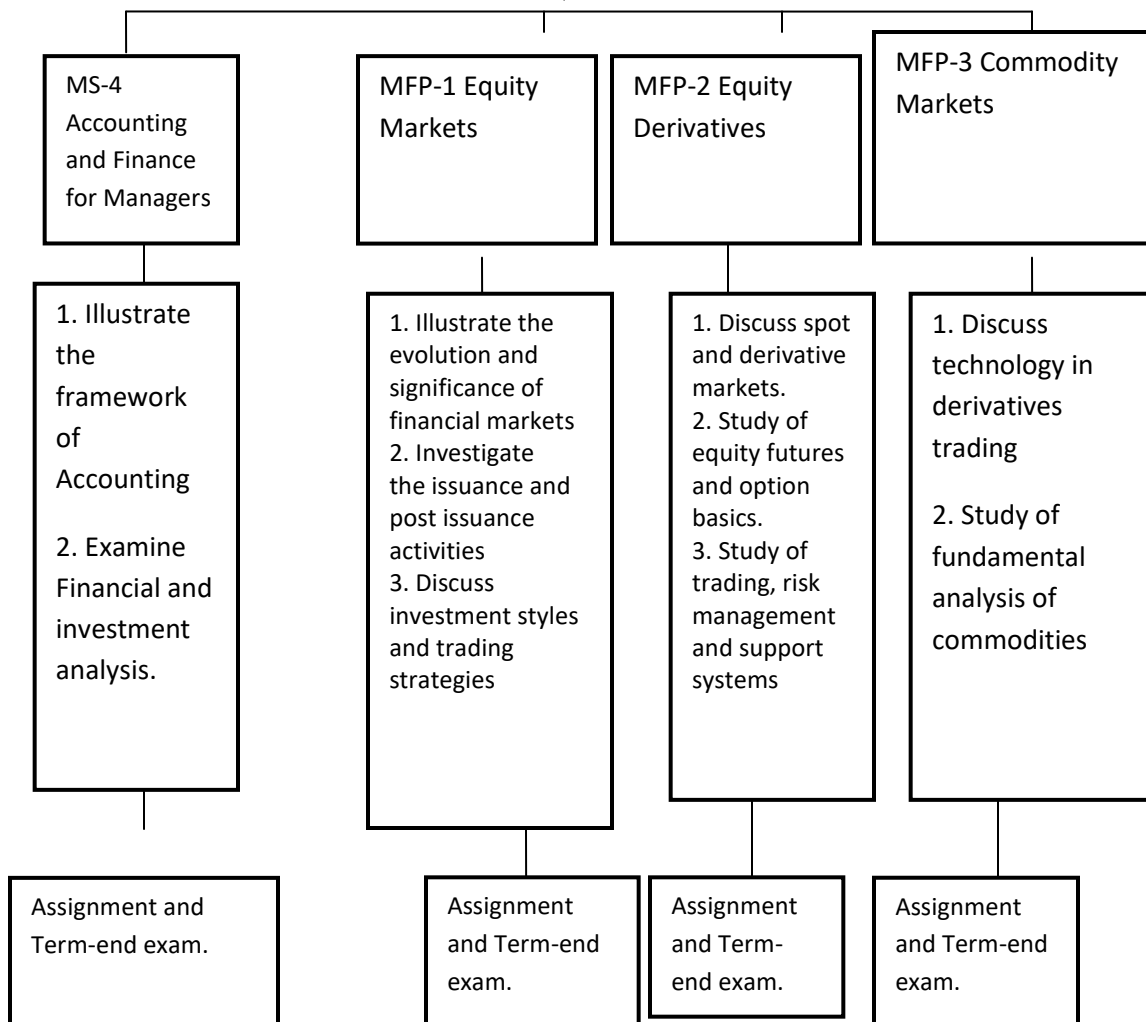 MS-4
Accounting
and Finance
for Managers
MFP-1 Equity
Markets
MFP-2 Equity
Derivatives
MFP-3 Commodity
Markets
1. Illustrate
the
framework
of
Accounting
2. Examine
Financial and
investment
analysis.
1. Illustrate the
evolution and
significance of
financial markets
2. Investigate
the issuance and
post issuance
activities
3. Discuss
investment styles
and trading
strategies
1. Discuss spot
and derivative
markets.
2. Study of
equity futures
and option
basics.
3. Study of
trading, risk
management
and support
systems
1. Discuss
technology in
derivatives
trading
2. Study of
fundamental
analysis of
commodities
Assignment and
Term-end exam.
Assignment
and Term-end
exam.
Assignment
and Term-
end exam.
Assignment
and Term-end
exam.